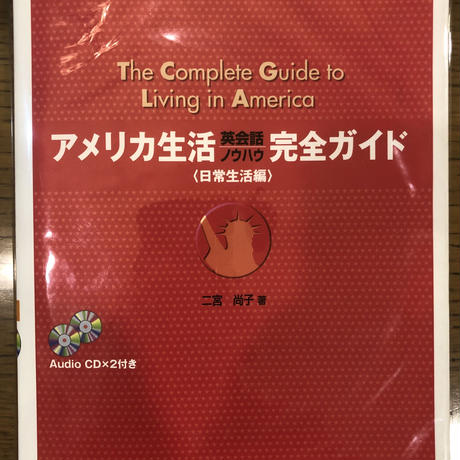 The Complete Guide to
Living in America
アメリカ生活 英会話 ノウハウ 完全ガイド
〈日常生活編〉
二宮 尚子 著
Audio CD×2付き